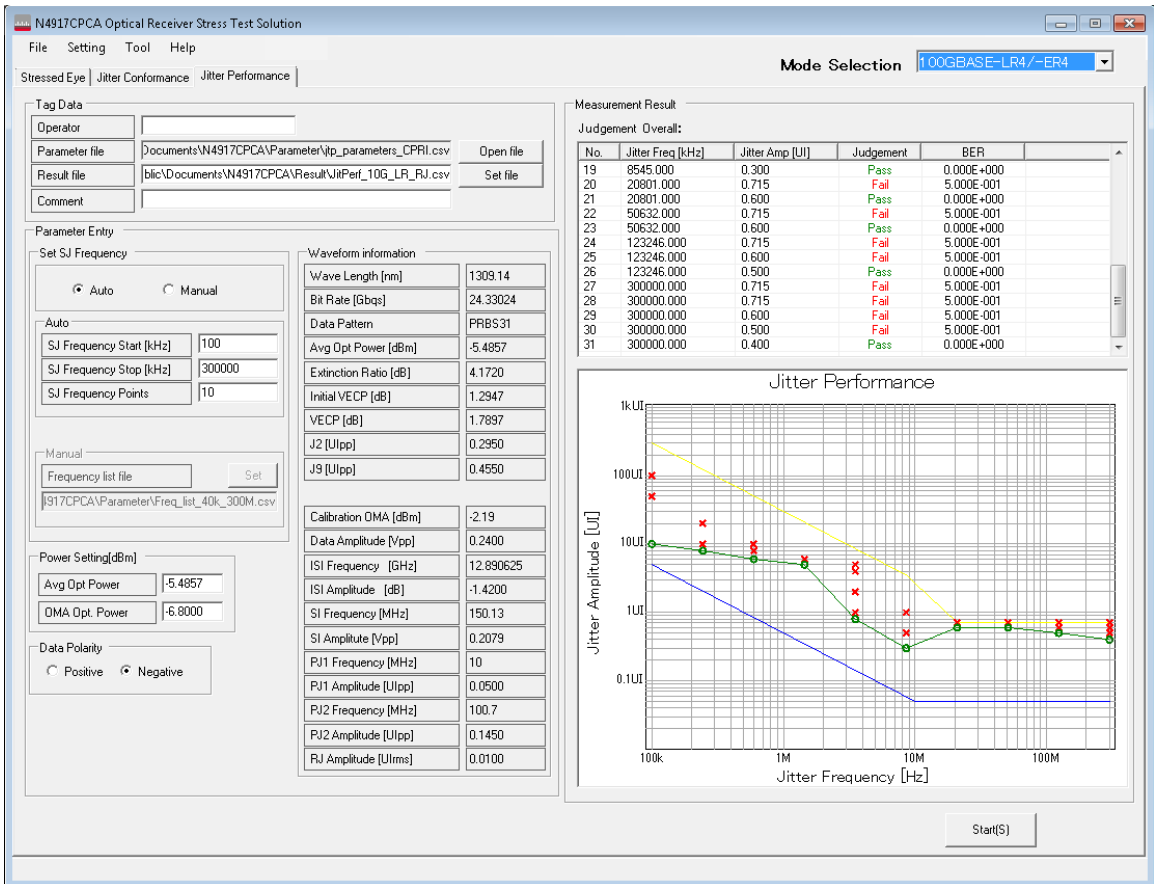 N4917CPCA Optical Receiver Stress Test Solution
File Setting Tool Help
Mode Selection 100GBASE-LR4/-ER4
Stressed Eye Jitter Conformance Jitter Performance
Tag Data
Operator
Parameter file Documents\N4917CPCA\Parameter\jtp_parameters_CPRI.csv Open file
Result file blic\Documents\N4917CPCA\Result\JitPerf_10G_LR_RJ.csv Set file
Comment
Parameter Entry
Set SJ Frequency
Auto Manual
Auto
SJ Frequency Start [kHz] 100
SJ Frequency Stop [kHz] 300000
SJ Frequency Points 10
Manual
Frequency list file Set
I917CPCA\Parameter\Freq_list_40k_300M.csv
Power Setting[dBm]
Avg Opt Power -5.4857
OMA Opt. Power -6.8000
Data Polarity
Positive Negative
Waveform information
Wave Length [nm] 1309.14
Bit Rate [Gbqs] 24.33024
Data Pattern PRBS31
Avg Opt Power [dBm] -5.4857
Extinction Ratio [dB] 4.1720
Initial VECP [dB] 1.2947
VECP [dB] 1.7897
J2 [UIpp] 0.2950
J9 [UIpp] 0.4550
Calibration OMA [dBm] -2.19
Data Amplitude [Vpp] 0.2400
ISI Frequency [GHz] 12.890625
ISI Amplitude [dB] -1.4200
SI Frequency [MHz] 150.13
SI Amplitute [Vpp] 0.2079
PJ1 Frequency [MHz] 10
PJ1 Amplitude [UIpp] 0.0500
PJ2 Frequency [MHz] 100.7
PJ2 Amplitude [UIpp] 0.1450
RJ Amplitude [UIrms] 0.0100
Measurement Result
Judgement Overall:
No. Jitter Freq [kHz] Jitter Amp [UI] Judgement BER
19 8545.000 0.300 Pass 0.000E+000
20 20801.000 0.715 Fail 5.000E-001
21 20801.000 0.600 Pass 0.000E+000
22 50632.000 0.715 Fail 5.000E-001
23 50632.000 0.600 Pass 0.000E+000
24 123246.000 0.715 Fail 5.000E-001
25 123246.000 0.600 Fail 5.000E-001
26 123246.000 0.500 Pass 0.000E+000
27 300000.000 0.715 Fail 5.000E-001
28 300000.000 0.715 Fail 5.000E-001
29 300000.000 0.600 Fail 5.000E-001
30 300000.000 0.500 Fail 5.000E-001
31 300000.000 0.400 Pass 0.000E+000
Jitter Performance
Jitter Amplitude [UI]
1kUI
100UI
10UI
1UI
0.1UI
100k 1M 10M 100M
Jitter Frequency [Hz]
Start(S)